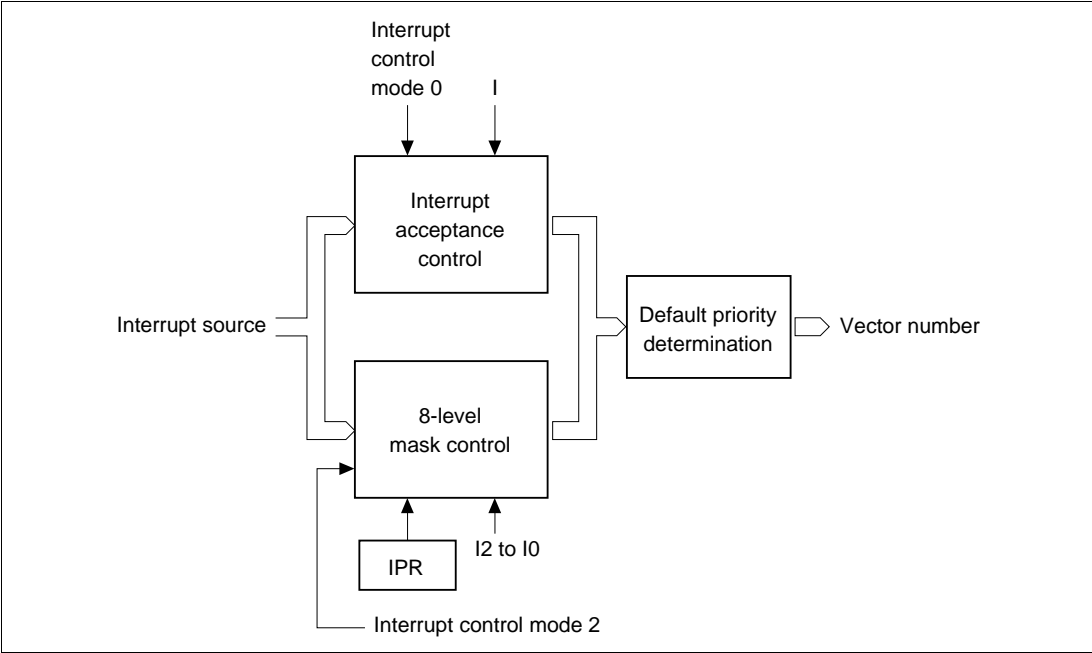 Interrupt
control
mode 0
I
Interrupt
acceptance
control
Interrupt source
Default priority
determination
Vector number
8-level
mask control
I2 to I0
IPR
Interrupt control mode 2